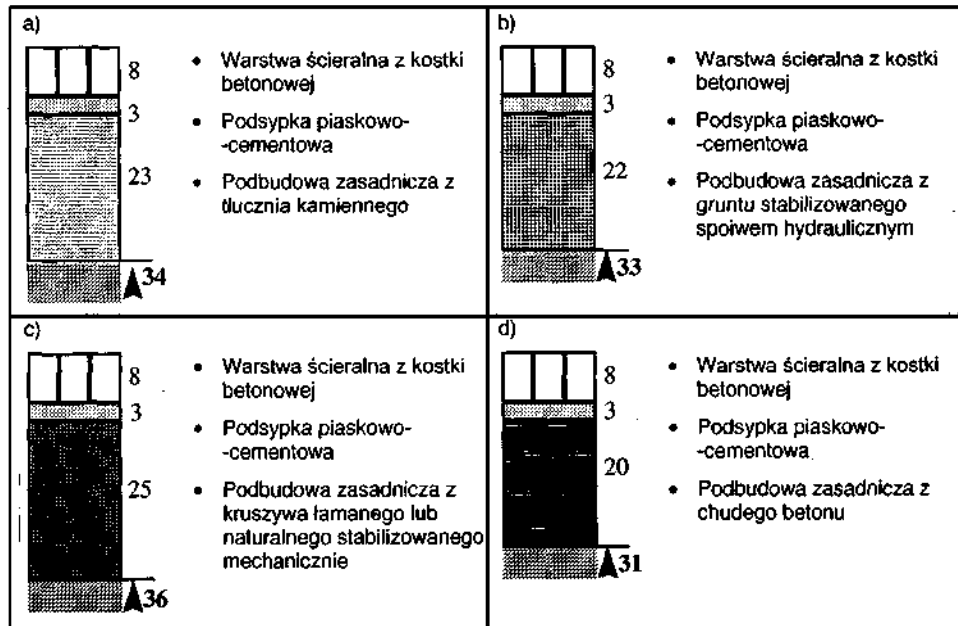 a)
8
3
23
34
• Warstwa ścieralna z kostki
betonowej
• Podsypka piaskowo-
-cementowa
• Podbudowa zasadnicza z
tłucznia kamiennego
b)
8
3
22
33
• Warstwa ścieralna z kostki
betonowej
• Podsypka piaskowo-
-cementowa
• Podbudowa zasadnicza z
gruntu stabilizowanego
spoiwem hydraulicznym
c)
8
3
25
36
• Warstwa ścieralna z kostki
betonowej
• Podsypka piaskowo-
-cementowa
• Podbudowa zasadnicza z
kruszywa łamanego lub
naturalnego stabilizowanego
mechanicznie
d)
8
3
20
31
• Warstwa ścieralna z kostki
betonowej
• Podsypka piaskowo-
-cementowa
• Podbudowa zasadnicza z
chudego betonu